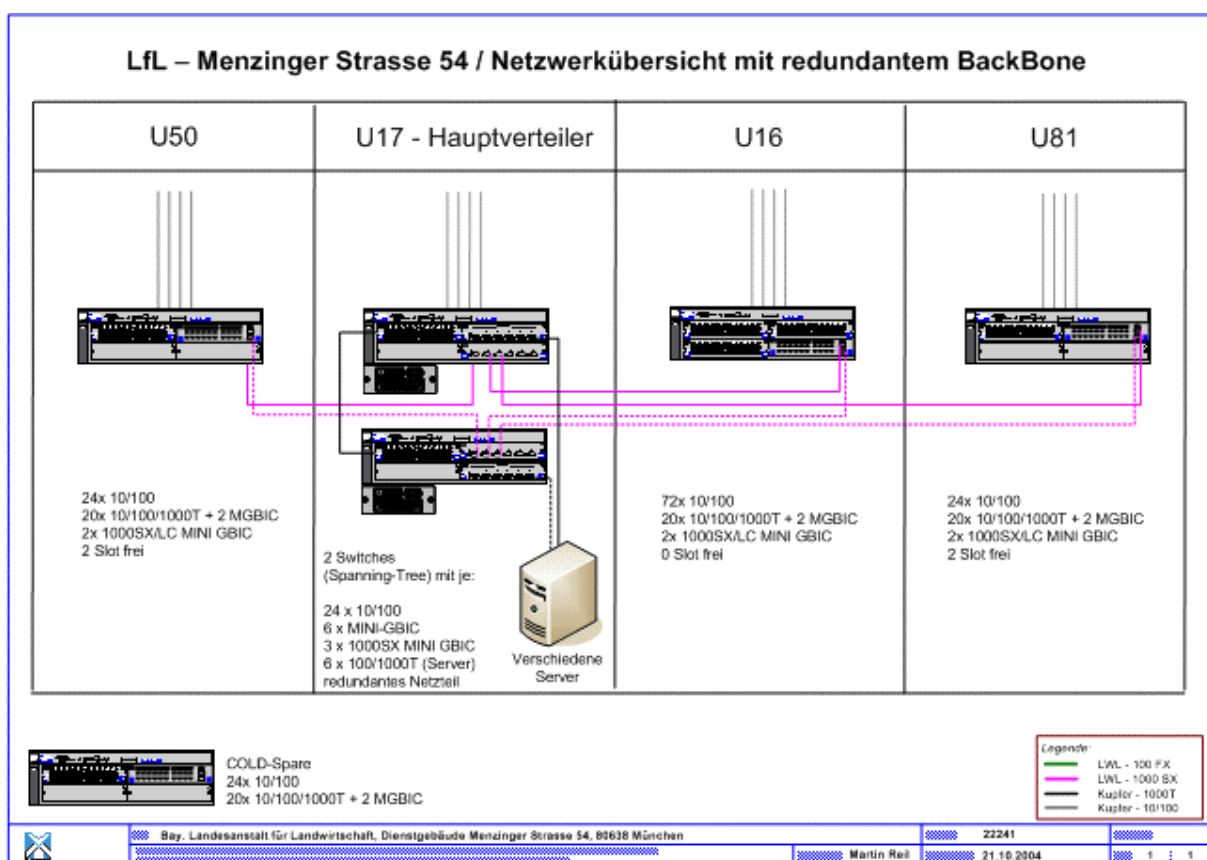 LfL – Menzinger Strasse 54 / Netzwerkübersicht mit redundantem BackBone
U50
U17 - Hauptverteiler
U16
U81
24x 10/100
20x 10/100/1000T + 2 MGBIC
2x 1000SX/LC MINI GBIC
2 Slot frei
2 Switches
(Spanning-Tree) mit je:
24 x 10/100
6 x MINI-GBIC
3 x 1000SX MINI GBIC
6 x 100/1000T (Server)
redundantes Netzteil
Verschiedene
Server
72x 10/100
20x 10/100/1000T + 2 MGBIC
2x 1000SX/LC MINI GBIC
0 Slot frei
24x 10/100
20x 10/100/1000T + 2 MGBIC
2x 1000SX/LC MINI GBIC
2 Slot frei
COLD-Spare
24x 10/100
20x 10/100/1000T + 2 MGBIC
Legende:
LWL - 100 FX
LWL - 1000 SX
Kupfer - 1000T
Kupfer - 10/100
Bay. Landesanstalt für Landwirtschaft, Dienstgebäude Menzinger Strasse 54, 80638 München
22241
Martin Reil
21.10.2004
1 : 1